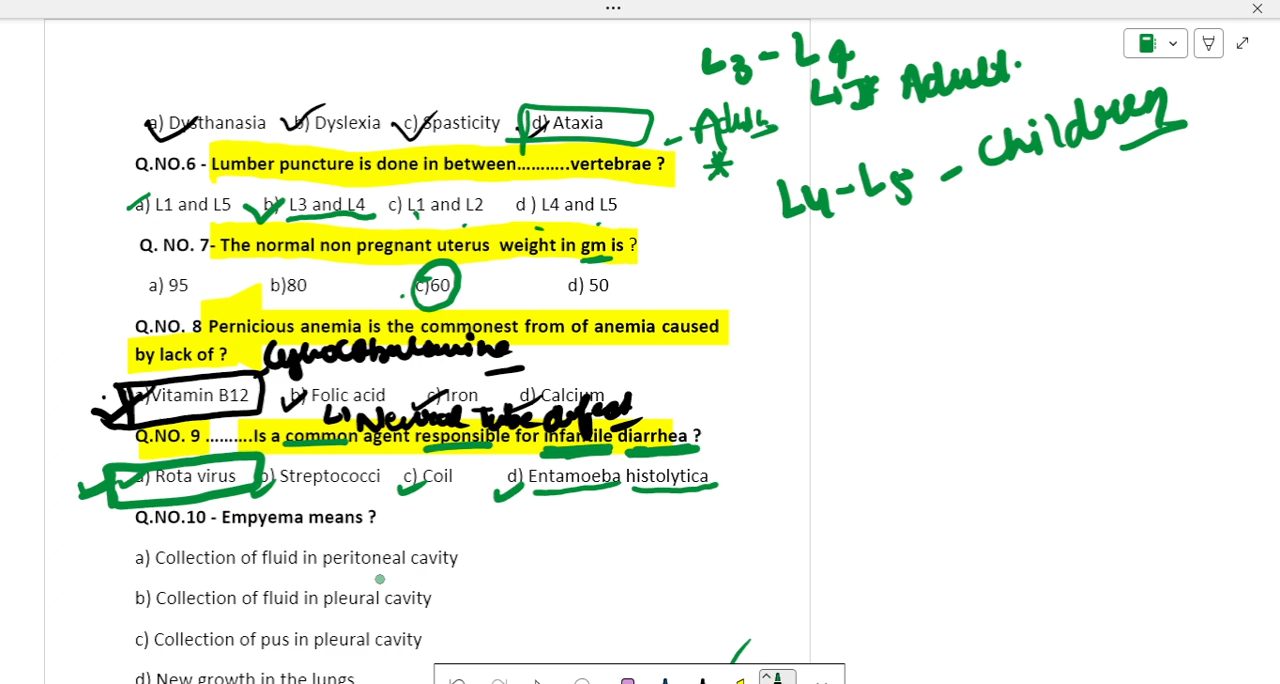 L3 - L4
L Adult.
a) Dysthanasia b) Dyslexia c) Spasticity d) Ataxia
- Adults
*
L4-L5 - Children
Q.NO.6 - Lumber puncture is done in between...........vertebrae ?
a) L1 and L5 b) L3 and L4 c) L1 and L2 d ) L4 and L5
Q. NO. 7- The normal non pregnant uterus weight in gm is ?
a) 95 b)80 c)60 d) 50
Q.NO. 8 Pernicious anemia is the commonest from of anemia caused
by lack of ? Cynocobalamine
a)Vitamin B12 b) Folic acid c) Iron d) Calcium
Neural Tube defect
Q.NO. 9 ..........Is a common agent responsible for infantile diarrhea ?
a) Rota virus b) Streptococci c) Coil d) Entamoeba histolytica
Q.NO.10 - Empyema means ?
a) Collection of fluid in peritoneal cavity
b) Collection of fluid in pleural cavity
c) Collection of pus in pleural cavity
d) New growth in the lungs